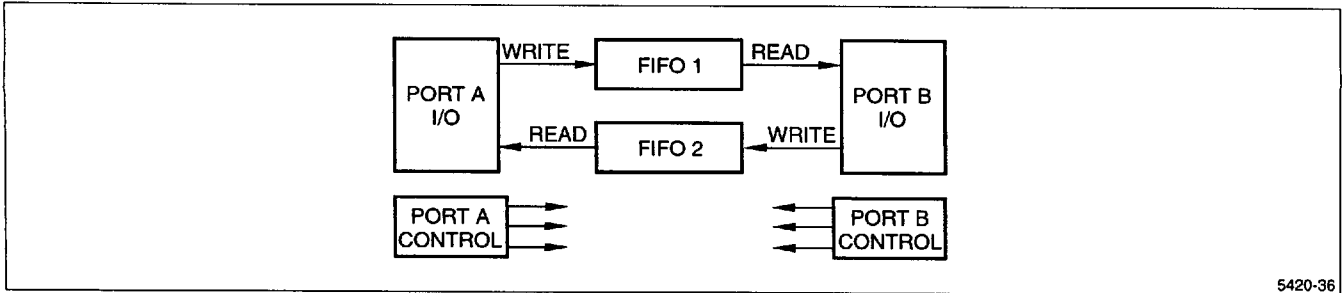 WRITE
FIFO 1
READ
PORT A
I/O
PORT B
I/O
READ
FIFO 2
WRITE
PORT A
CONTROL
PORT B
CONTROL
5420-36